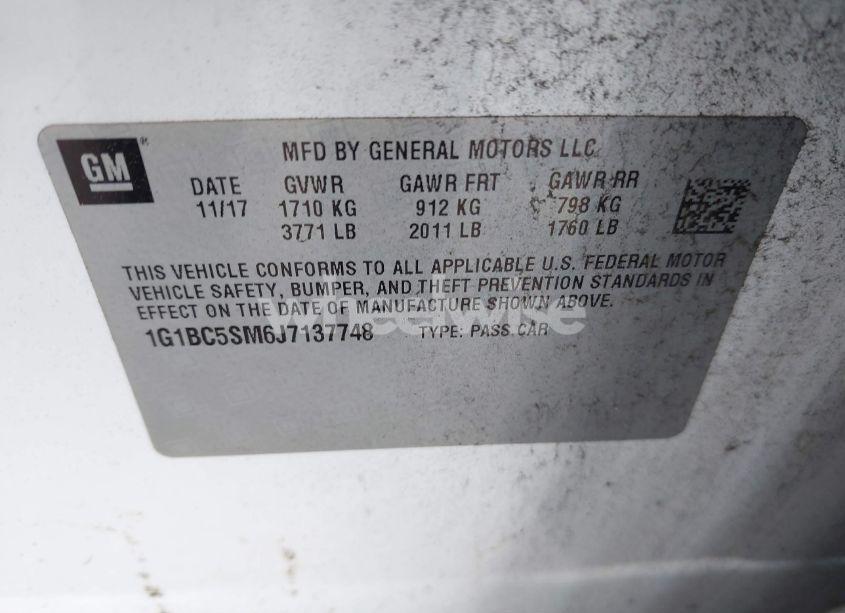 GM
MFD BY GENERAL MOTORS LLC
DATE GVWR GAWR FRT GAWR RR
11/17 1710 KG 912 KG 798 KG
3771 LB 2011 LB 1760 LB
THIS VEHICLE CONFORMS TO ALL APPLICABLE U.S. FEDERAL MOTOR
VEHICLE SAFETY, BUMPER, AND THEFT PREVENTION STANDARDS IN
EFFECT ON THE DATE OF MANUFACTURE SHOWN ABOVE.
wheelwise
1G1BC5SM6J7137748 TYPE: PASS CAR